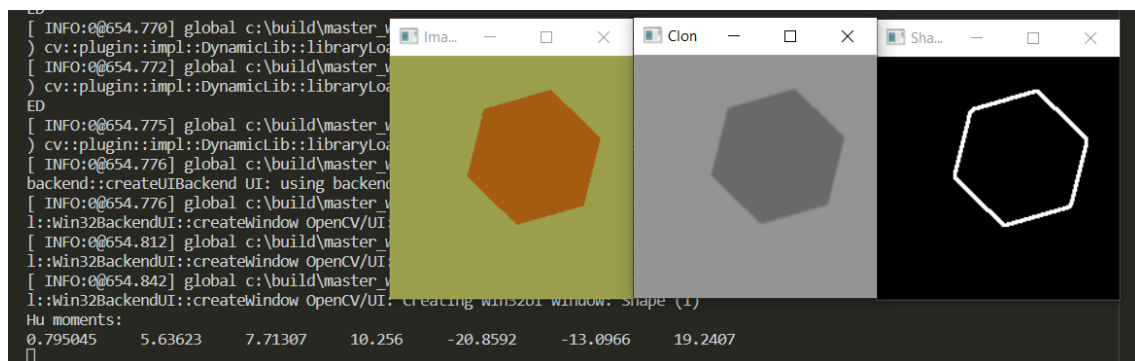 ED
[ INFO:0@654.770] global c:\build\master_w
) cv::plugin::impl::DynamicLib::libraryLoa
[ INFO:0@654.772] global c:\build\master_w
) cv::plugin::impl::DynamicLib::libraryLoa
ED
[ INFO:0@654.775] global c:\build\master_w
) cv::plugin::impl::DynamicLib::libraryLoa
[ INFO:0@654.776] global c:\build\master_w
backend::createUIBackend UI: using backend
[ INFO:0@654.776] global c:\build\master_w
l::Win32BackendUI::createWindow OpenCV/UI:
[ INFO:0@654.812] global c:\build\master_w
l::Win32BackendUI::createWindow OpenCV/UI:
[ INFO:0@654.842] global c:\build\master_w
l::Win32BackendUI::createWindow OpenCV/UI: Creating Win32UI window: Shape (1)
Hu moments:
0.795045 5.63623 7.71307 10.256 -20.8592 -13.0966 19.2407
Ima...
Clon
Sha...